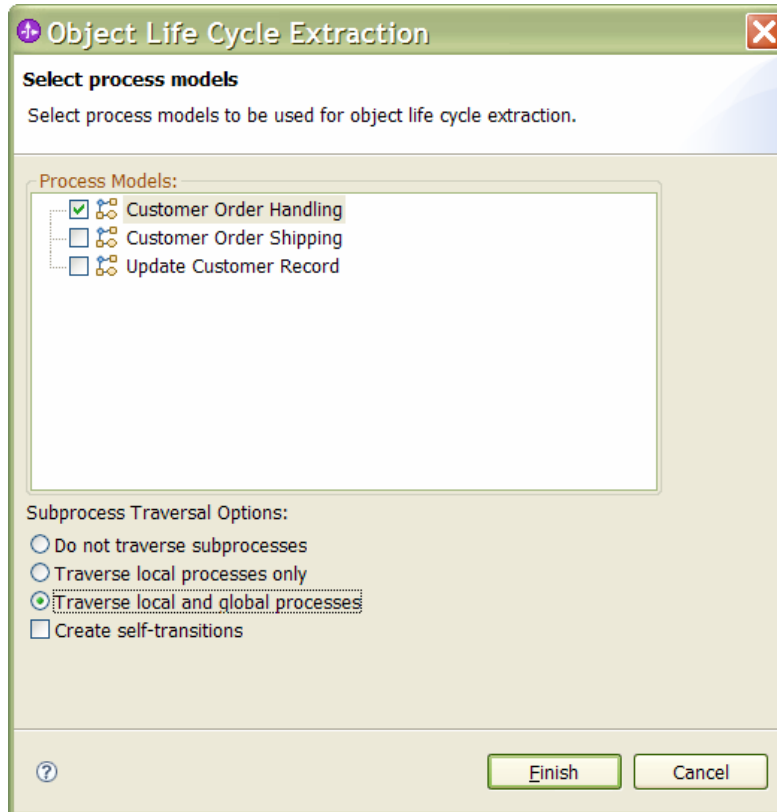 Object Life Cycle Extraction
Select process models
Select process models to be used for object life cycle extraction.
Process Models:
Customer Order Handling
Customer Order Shipping
Update Customer Record
Subprocess Traversal Options:
Do not traverse subprocesses
Traverse local processes only
Traverse local and global processes
Create self-transitions
?
Finish
Cancel